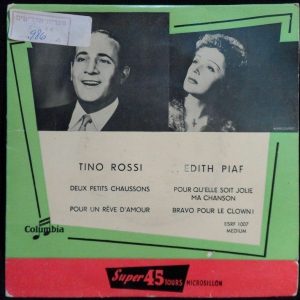 986
TINO ROSSI
EDITH PIAF
DEUX PETITS CHAUSSONS
POUR UN RÊVE D'AMOUR
POUR QU'ELLE SOIT JOLIE
MA CHANSON
BRAVO POUR LE CLOWN!
ESRF 1007
MEDIUM
Columbia
Super 45 TOURS MICROSILLON